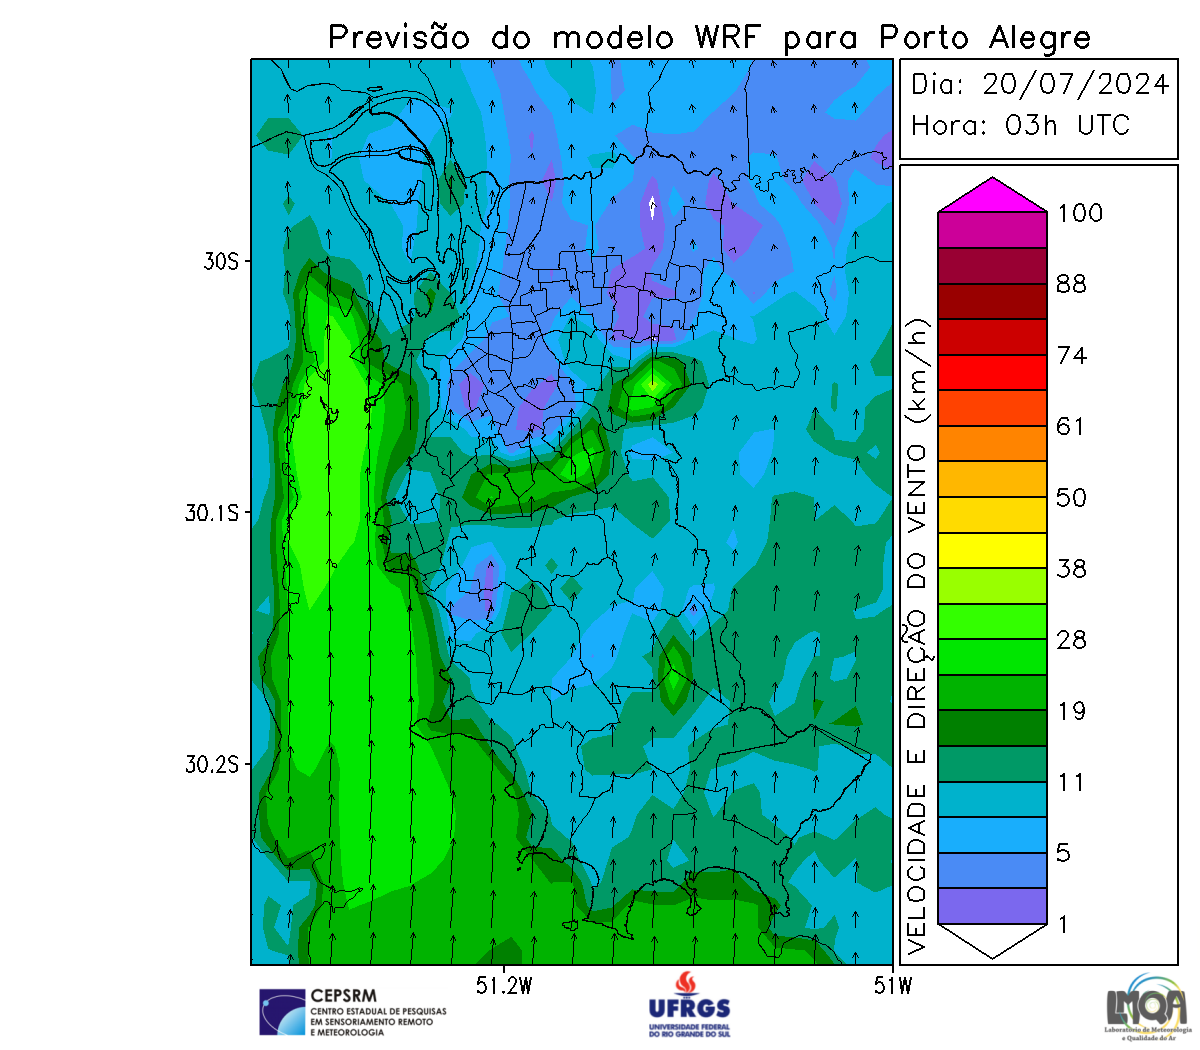 Previsão do modelo WRF para Porto Alegre
Dia: 20/07/2024
Hora: 03h UTC
30S
30.1S
30.2S
51.2W
51W
VELOCIDADE E DIREÇÃO DO VENTO (km/h)
100
88
74
61
50
38
28
19
11
5
1
CEPSRM
CENTRO ESTADUAL DE PESQUISAS
EM SENSORIAMENTO REMOTO
E METEOROLOGIA
UFRGS
UNIVERSIDADE FEDERAL
DO RIO GRANDE DO SUL
LMQA
Laboratório de Meteorologia
e Qualidade do Ar